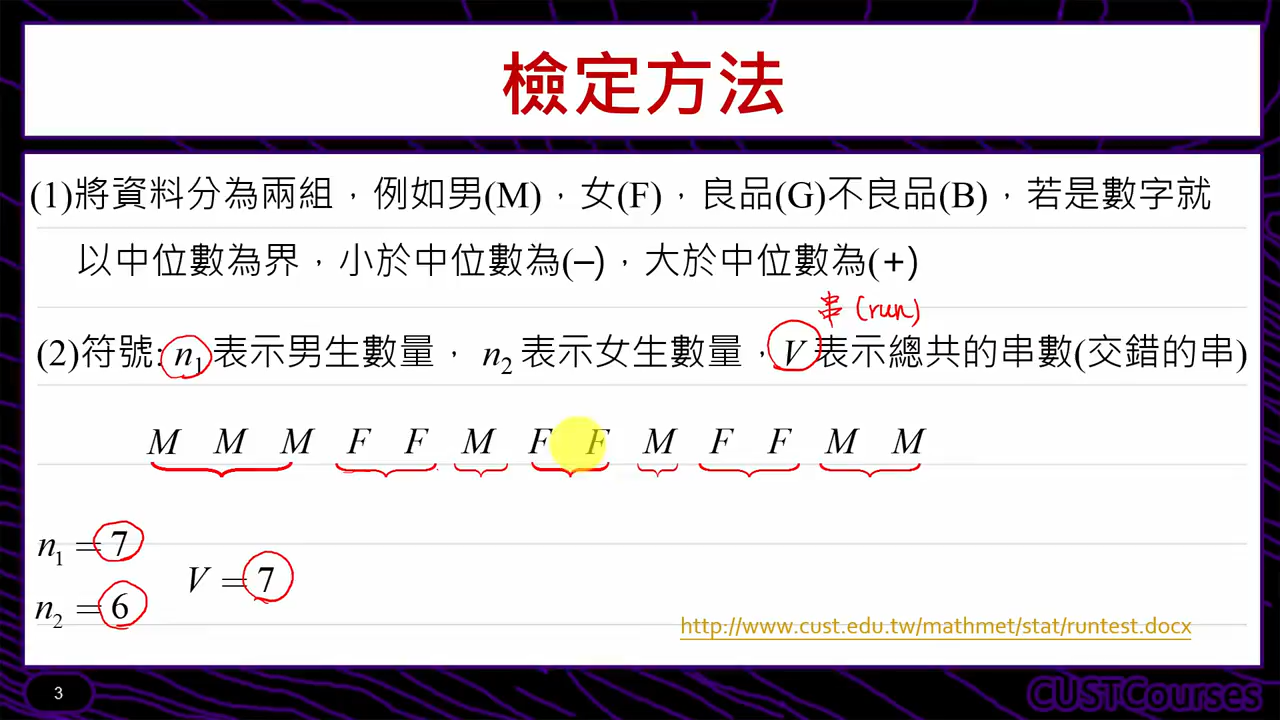 檢定方法
(1)將資料分為兩組，例如男(M)，女(F)，良品(G)不良品(B)，若是數字就
以中位數為界，小於中位數為(−)，大於中位數為(+)
串(run)
(2)符號: n₁ 表示男生數量， n₂ 表示女生數量，V 表示總共的串數(交錯的串)
M M M F F M F F M F F M M
n₁ = 7
V = 7
n₂ = 6
http://www.cust.edu.tw/mathmet/stat/runtest.docx
3
CUSTCourses